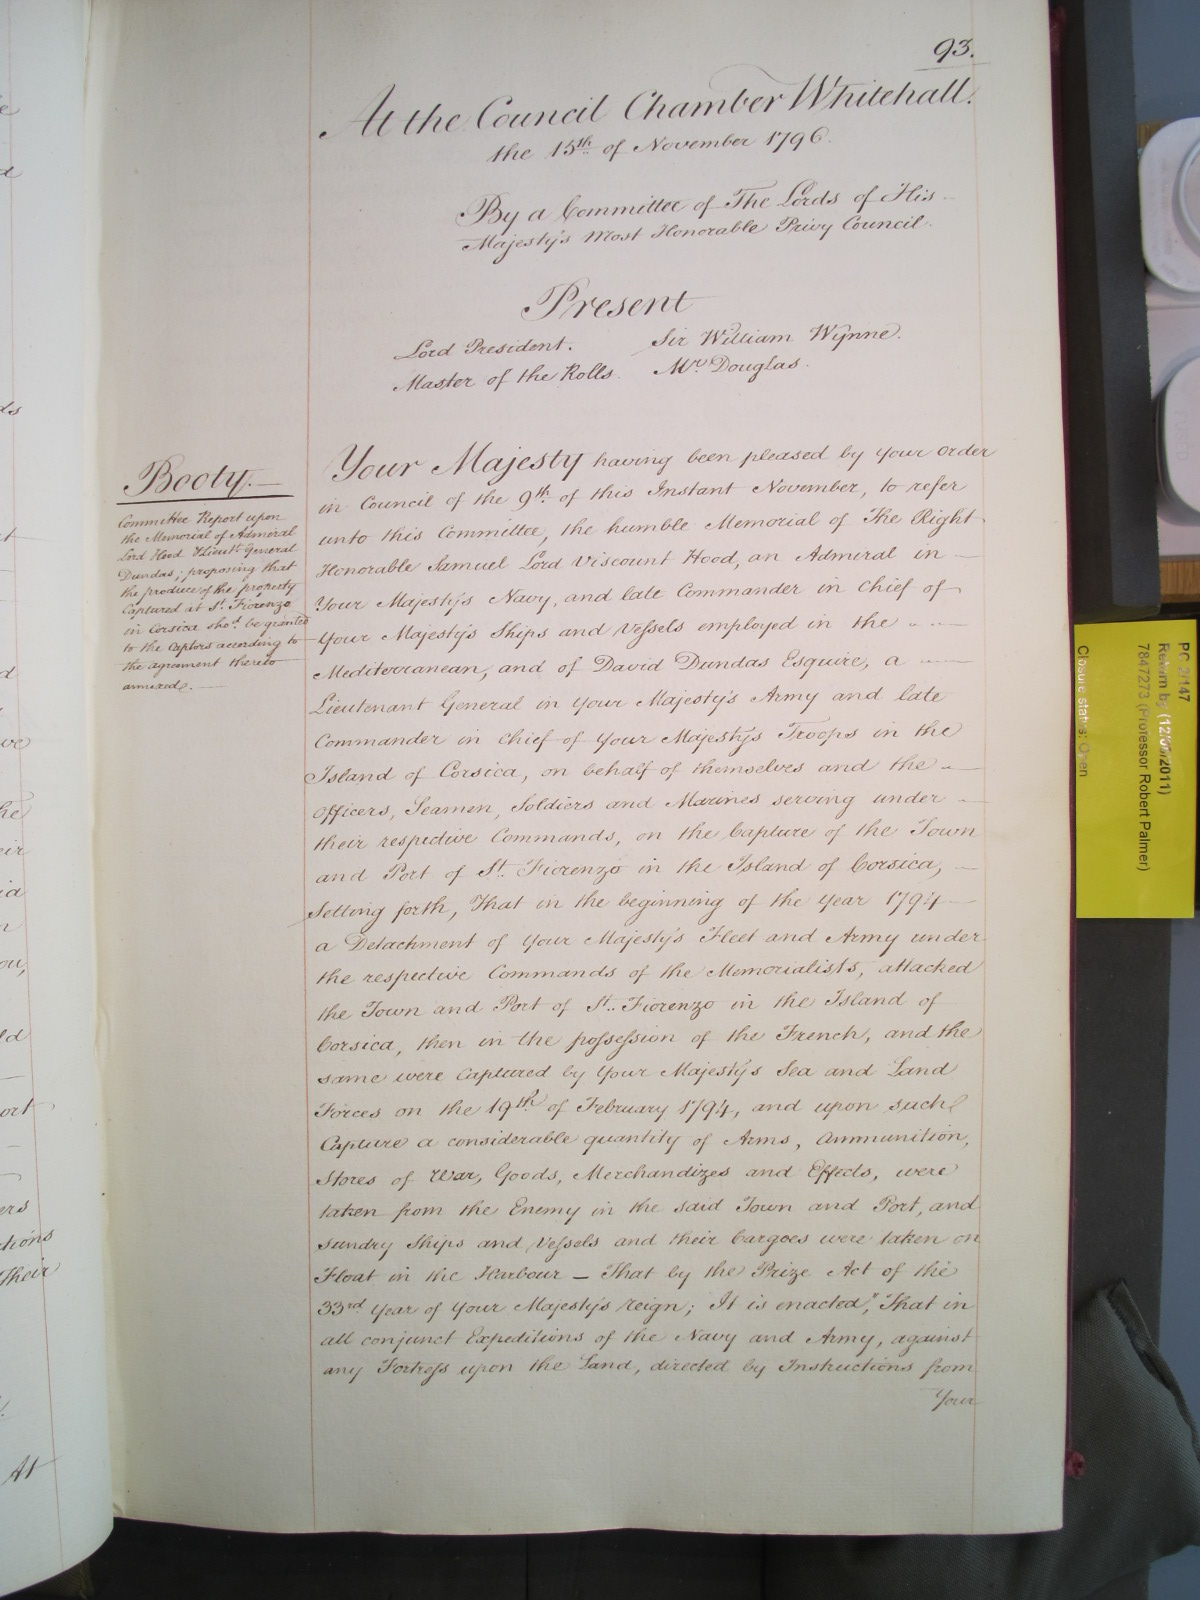 93.
At the Council Chamber Whitehall.
the 15th of November 1796.
By a Committee of The Lords of His
Majesty's Most Honorable Privy Council.
Present
Lord President. Sir William Wynne.
Master of the Rolls. Mr. Douglas.
Booty.
Committee Report upon
the Memorial of Admiral
Lord Hood & Lieut. General
Dundas; proposing that
the produce of the property
Captured at St. Fiorenzo
in Corsica shod. be granted
to the Captors according to
the agreement thereto
annexed.
Your Majesty having been pleased by your order
in Council of the 9th. of this Instant November, to refer
unto this Committee, the humble Memorial of The Right
Honorable Samuel Lord Viscount Hood, an Admiral in
Your Majesty's Navy, and late Commander in Chief of
Your Majesty's Ships and Vessels employed in the
Mediterranean, and of David Dundas Esquire, a
Lieutenant General in Your Majesty's Army and late
Commander in Chief of Your Majesty's Troops in the
Island of Corsica, on behalf of themselves and the
Officers, Seamen, Soldiers and Marines serving under
their respective Commands, on the Capture of the Town
and Port of St. Fiorenzo in the Island of Corsica,
Setting forth, That in the beginning of the Year 1794
a Detachment of Your Majesty's Fleet and Army under
the respective Commands of the Memorialists, attacked
the Town and Port of St. Fiorenzo in the Island of
Corsica, then in the possession of the French, and the
same were Captured by Your Majesty's Sea and Land
Forces on the 19th of February 1794, and upon such
Capture a considerable quantity of Arms, Ammunition,
Stores of War, Goods, Merchandizes and Effects, were
taken from the Enemy in the said Town and Port, and
sundry Ships and Vessels and their Cargoes were taken on
Float in the Harbour – That by the Prize Act of the
33rd Year of Your Majesty's reign; It is enacted, "That in
all conjunct Expeditions of the Navy and Army, against
any Fortress upon the Land, directed by Instructions from
Your
At
PC 2/147
Return by (12/05/2011)
7847273 (Professor Robert Palmer)
Closure status: Open